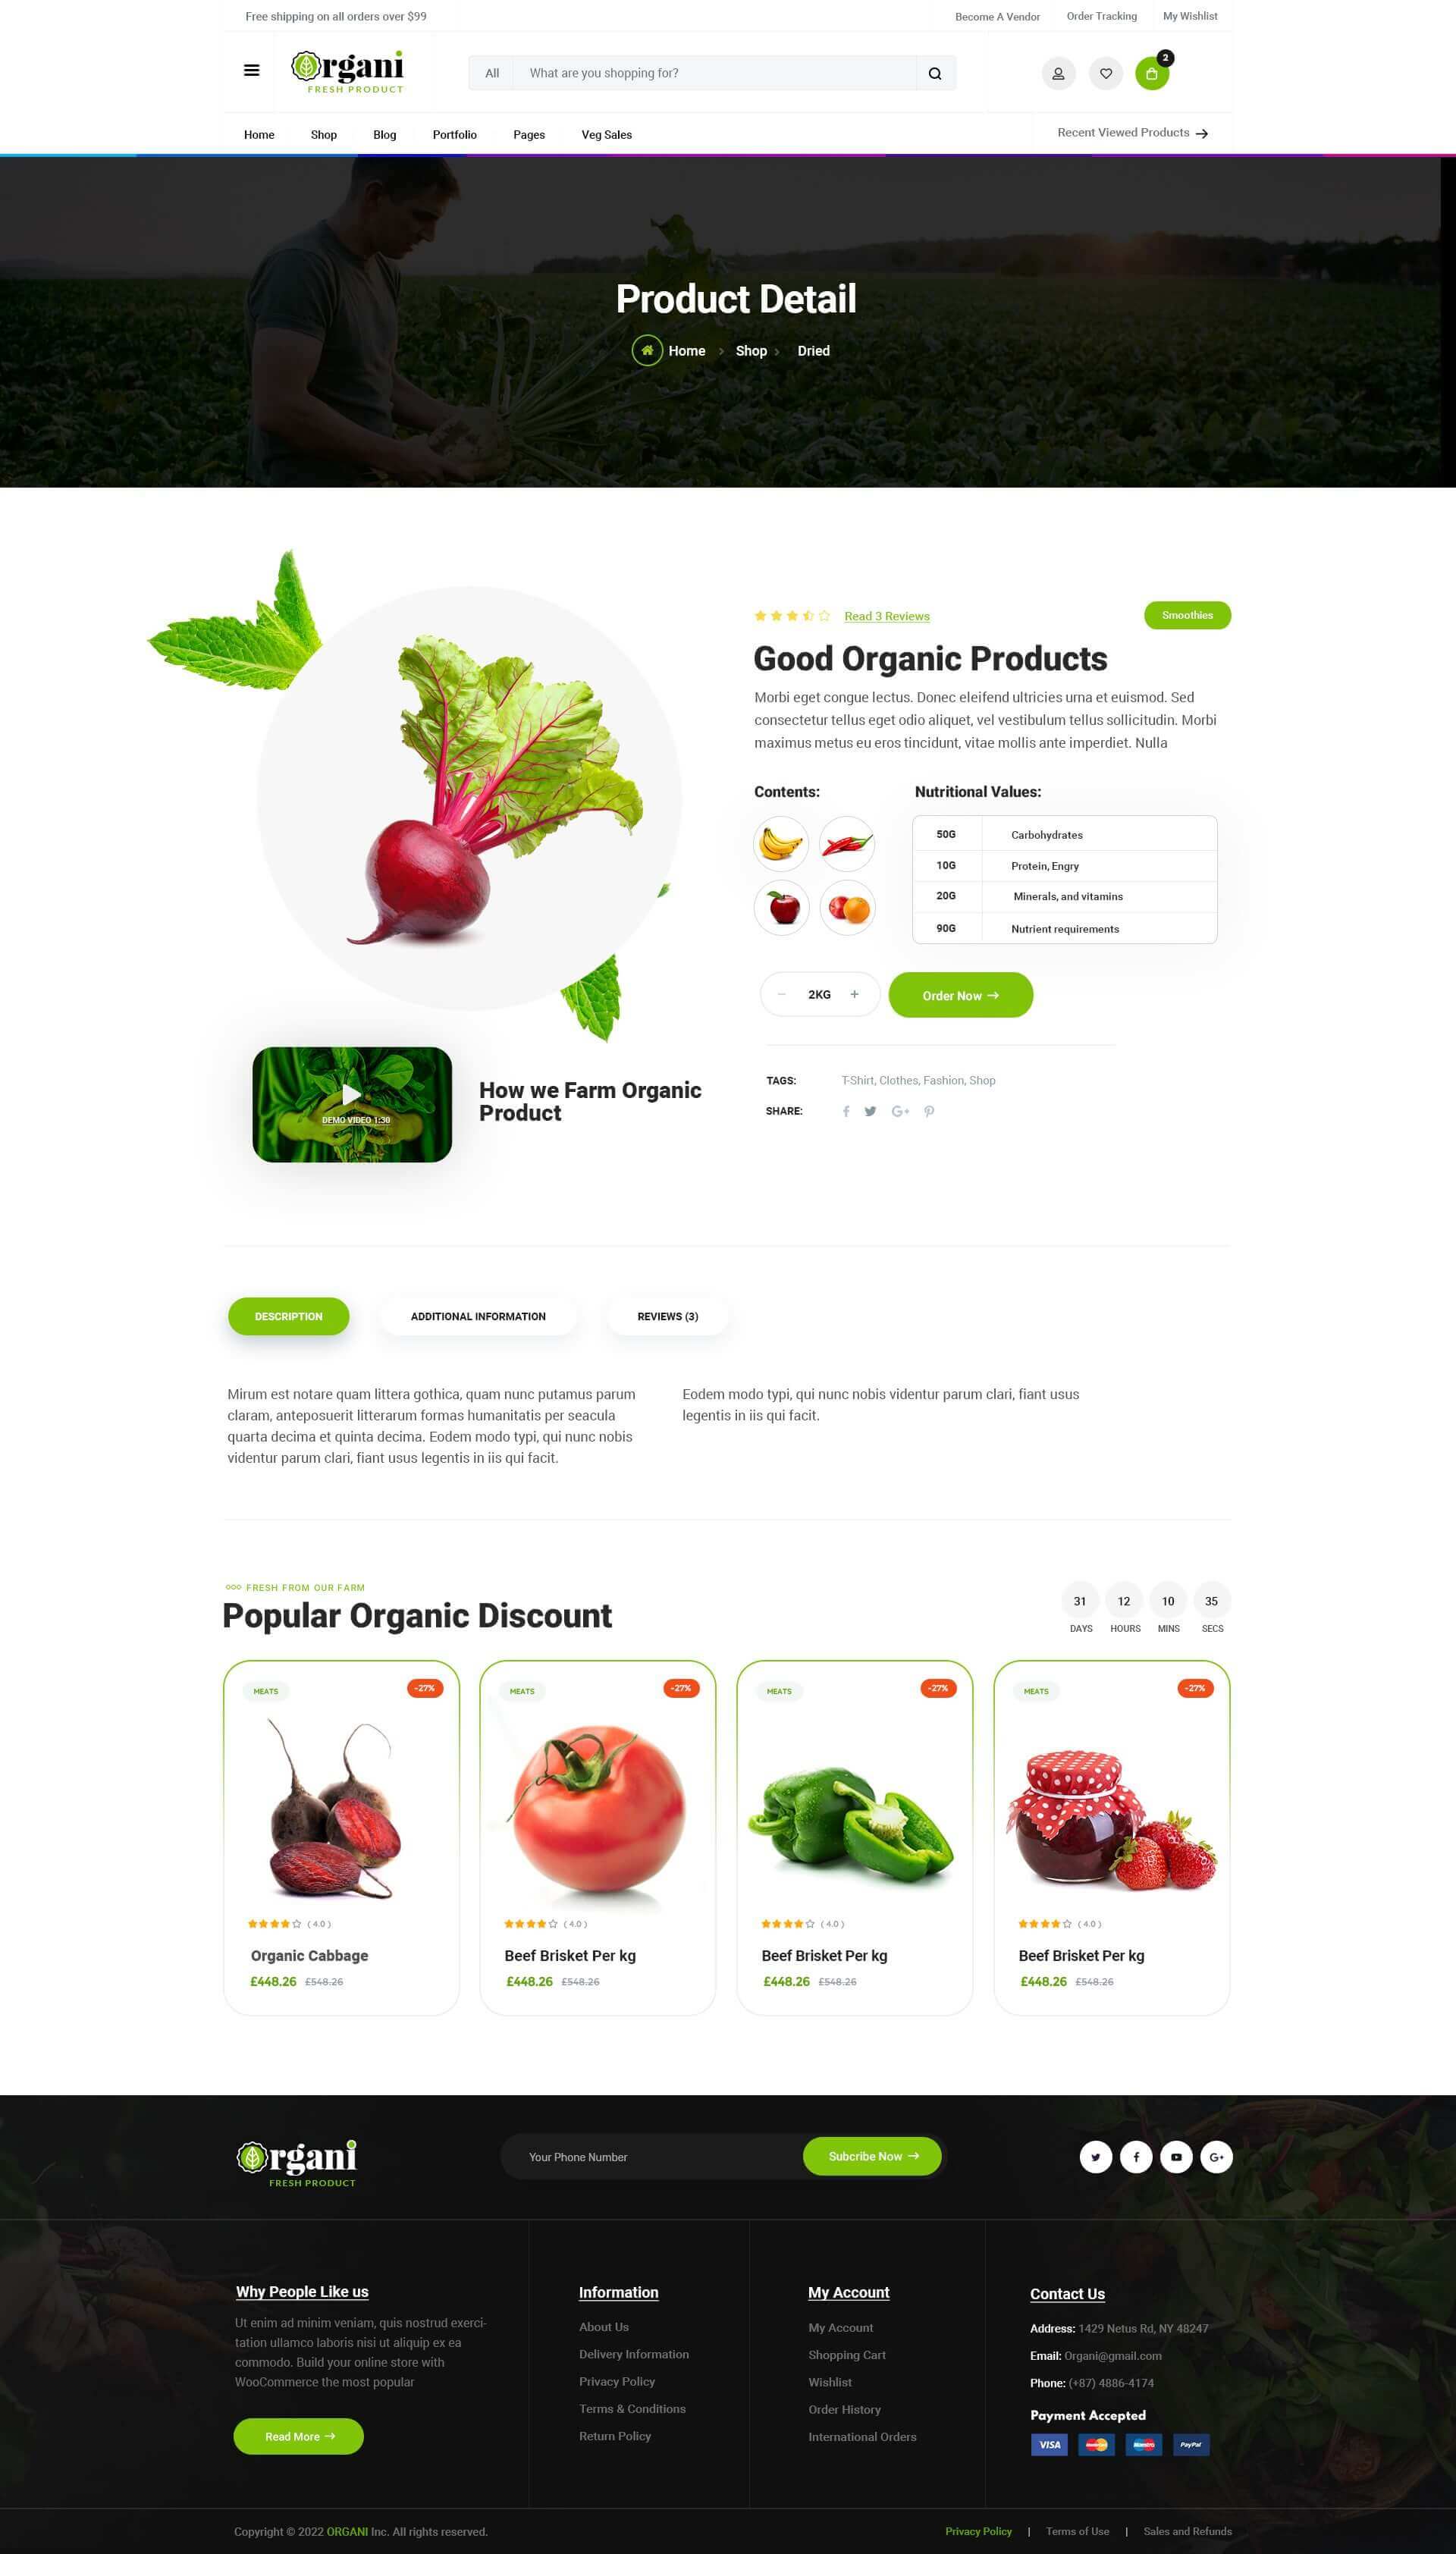 Free shipping on all orders over $99
Become A Vendor
Order Tracking
My Wishlist
Organi
FRESH PRODUCT
All
What are you shopping for?
2
Home
Shop
Blog
Portfolio
Pages
Veg Sales
Recent Viewed Products
Product Detail
Home
Shop
Dried
Read 3 Reviews
Smoothies
Good Organic Products
Morbi eget congue lectus. Donec eleifend ultricies urna et euismod. Sed
consectetur tellus eget odio aliquet, vel vestibulum tellus sollicitudin. Morbi
maximus metus eu eros tincidunt, vitae mollis ante imperdiet. Nulla
Contents:
Nutritional Values:
50G Carbohydrates
10G Protein, Engry
20G Minerals, and vitamins
90G Nutrient requirements
2KG
Order Now
TAGS: T-Shirt, Clothes, Fashion, Shop
SHARE:
DEMO VIDEO 1:30
How we Farm Organic
Product
DESCRIPTION
ADDITIONAL INFORMATION
REVIEWS (3)
Mirum est notare quam littera gothica, quam nunc putamus parum
claram, anteposuerit litterarum formas humanitatis per seacula
quarta decima et quinta decima. Eodem modo typi, qui nunc nobis
videntur parum clari, fiant usus legentis in iis qui facit.
Eodem modo typi, qui nunc nobis videntur parum clari, fiant usus
legentis in iis qui facit.
FRESH FROM OUR FARM
Popular Organic Discount
31 12 10 35
DAYS HOURS MINS SECS
MEATS
-27%
( 4.0 )
Organic Cabbage
£448.26 £548.26
MEATS
-27%
( 4.0 )
Beef Brisket Per kg
£448.26 £548.26
MEATS
-27%
( 4.0 )
Beef Brisket Per kg
£448.26 £548.26
MEATS
-27%
( 4.0 )
Beef Brisket Per kg
£448.26 £548.26
Organi
FRESH PRODUCT
Your Phone Number
Subcribe Now
G+
Why People Like us
Ut enim ad minim veniam, quis nostrud exerci-
tation ullamco laboris nisi ut aliquip ex ea
commodo. Build your online store with
WooCommerce the most popular
Read More
Information
About Us
Delivery Information
Privacy Policy
Terms & Conditions
Return Policy
My Account
My Account
Shopping Cart
Wishlist
Order History
International Orders
Contact Us
Address: 1429 Netus Rd, NY 48247
Email: Organi@gmail.com
Phone: (+87) 4886-4174
Payment Accepted
VISA
mastercard
Maestro
PayPal
Copyright © 2022 ORGANI Inc. All rights reserved.
Privacy Policy | Terms of Use | Sales and Refunds